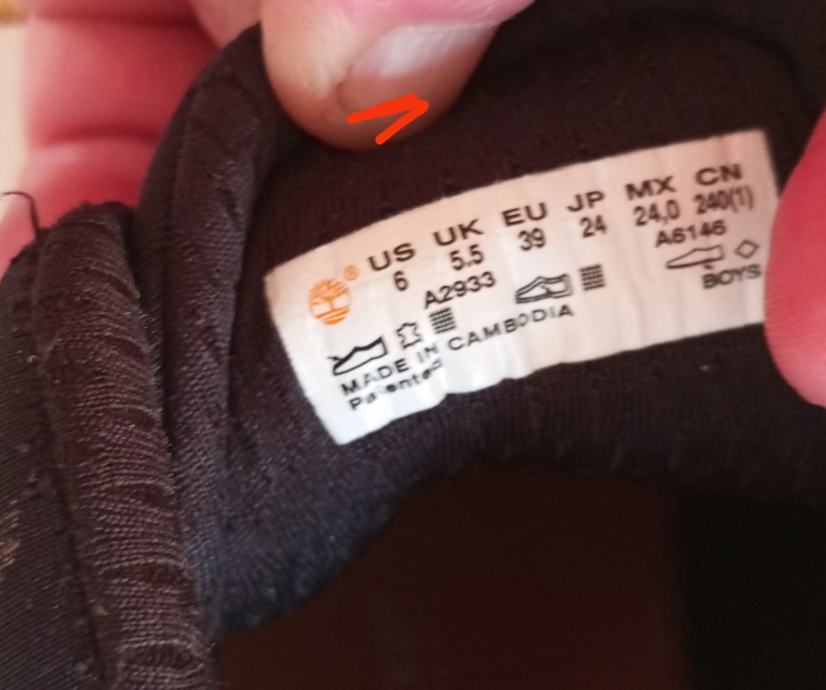 US UK EU JP MX CN
6 5.5 39 24 24,0 240(1)
A2933 A6146
BOYS
MADE IN CAMBODIA
Patented